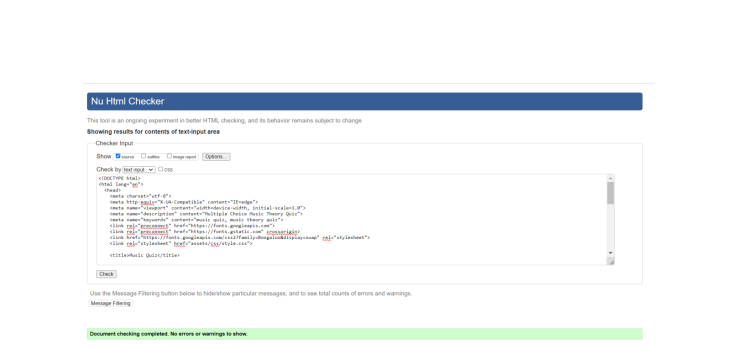 Nu Html Checker
This tool is an ongoing experiment in better HTML checking, and its behavior remains subject to change
Showing results for contents of text-input area
Checker Input
Show source outline image report Options...
Check by text input css
<!DOCTYPE html>
<html lang="en">
<head>
<meta charset="utf-8">
<meta http-equiv="X-UA-Compatible" content="IE=edge">
<meta name="viewport" content="width=device-width, initial-scale=1.0">
<meta name="description" content="Multiple Choice Music Theory Quiz">
<meta name="keywords" content="music quiz, music theory quiz">
<link rel="preconnect" href="https://fonts.googleapis.com">
<link rel="preconnect" href="https://fonts.gstatic.com" crossorigin>
<link href="https://fonts.googleapis.com/css2?family=Boogaloo&display=swap" rel="stylesheet">
<link rel="stylesheet" href="assets/css/style.css">
<title>Music Quiz</title>
Check
Use the Message Filtering button below to hide/show particular messages, and to see total counts of errors and warnings.
Message Filtering
Document checking completed. No errors or warnings to show.